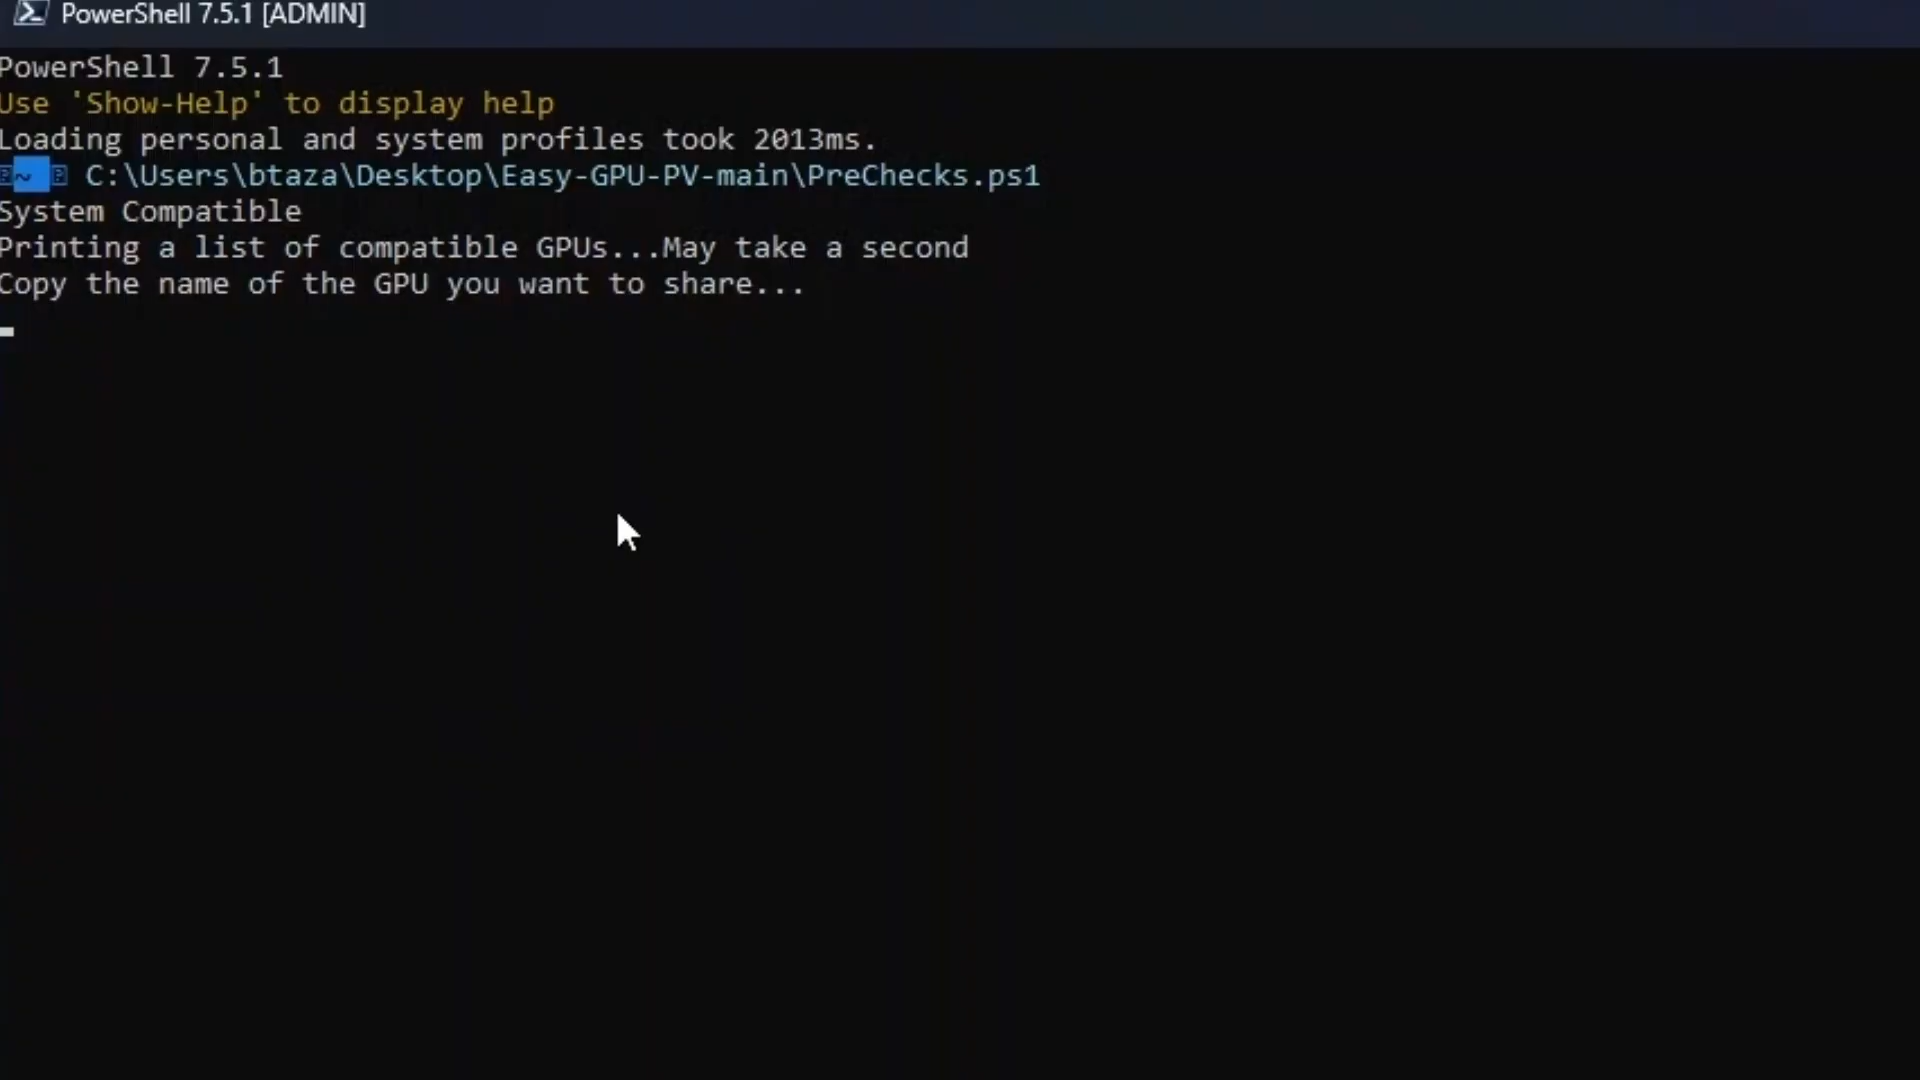 PowerShell 7.5.1 [ADMIN]
PowerShell 7.5.1
Use 'Show-Help' to display help
Loading personal and system profiles took 2013ms.
~ C:\Users\btaza\Desktop\Easy-GPU-PV-main\PreChecks.ps1
System Compatible
Printing a list of compatible GPUs...May take a second
Copy the name of the GPU you want to share...